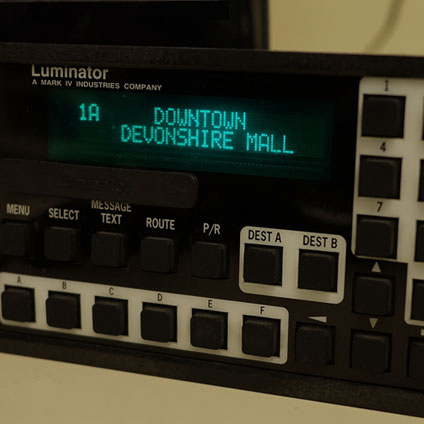 Luminator
A MARK IV INDUSTRIES COMPANY
1A DOWNTOWN
DEVONSHIRE MALL
1
4
7
MENU SELECT MESSAGE TEXT ROUTE P/R DEST A DEST B
A B C D E F